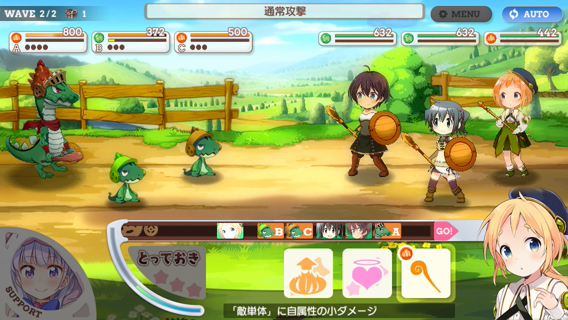 WAVE 2/2 1
通常攻撃
MENU
AUTO
800
A
372
B
500
C
632
632
442
B C A GO!
とっておき
SUPPORT
「敵単体」に自属性の小ダメージ